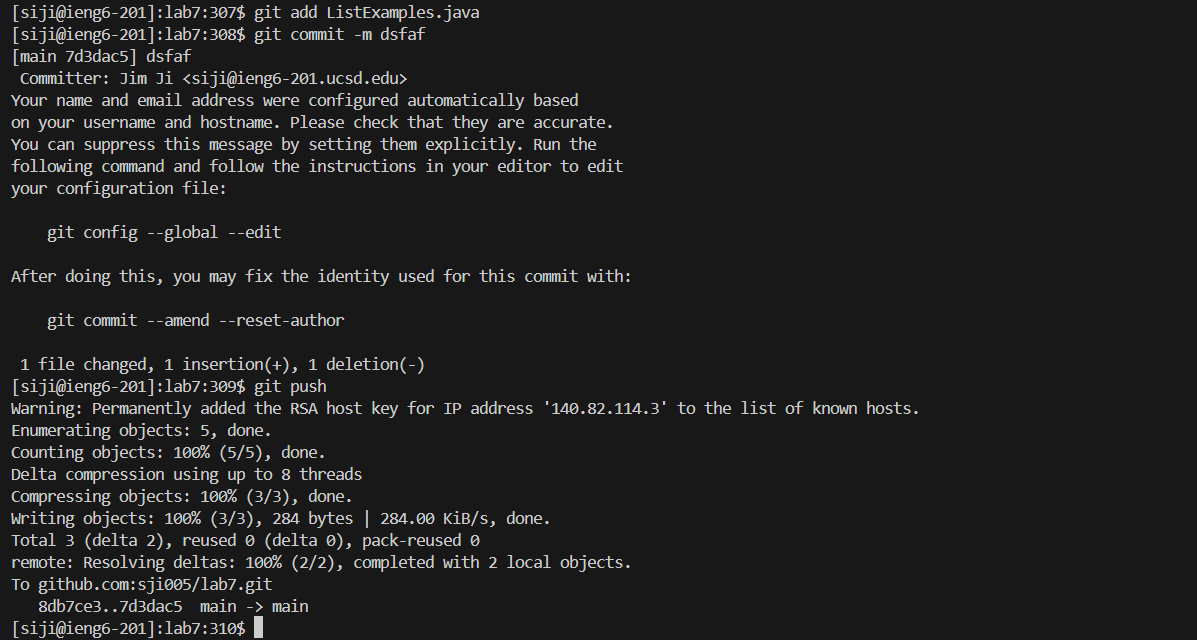 [siji@ieng6-201]:lab7:307$ git add ListExamples.java
[siji@ieng6-201]:lab7:308$ git commit -m dsfaf
[main 7d3dac5] dsfaf
 Committer: Jim Ji <siji@ieng6-201.ucsd.edu>
Your name and email address were configured automatically based
on your username and hostname. Please check that they are accurate.
You can suppress this message by setting them explicitly. Run the
following command and follow the instructions in your editor to edit
your configuration file:

    git config --global --edit

After doing this, you may fix the identity used for this commit with:

    git commit --amend --reset-author

 1 file changed, 1 insertion(+), 1 deletion(-)
[siji@ieng6-201]:lab7:309$ git push
Warning: Permanently added the RSA host key for IP address '140.82.114.3' to the list of known hosts.
Enumerating objects: 5, done.
Counting objects: 100% (5/5), done.
Delta compression using up to 8 threads
Compressing objects: 100% (3/3), done.
Writing objects: 100% (3/3), 284 bytes | 284.00 KiB/s, done.
Total 3 (delta 2), reused 0 (delta 0), pack-reused 0
remote: Resolving deltas: 100% (2/2), completed with 2 local objects.
To github.com:sji005/lab7.git
   8db7ce3..7d3dac5  main -> main
[siji@ieng6-201]:lab7:310$